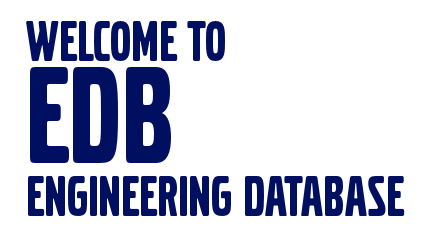 WELCOME TO
EDB
ENGINEERING DATABASE